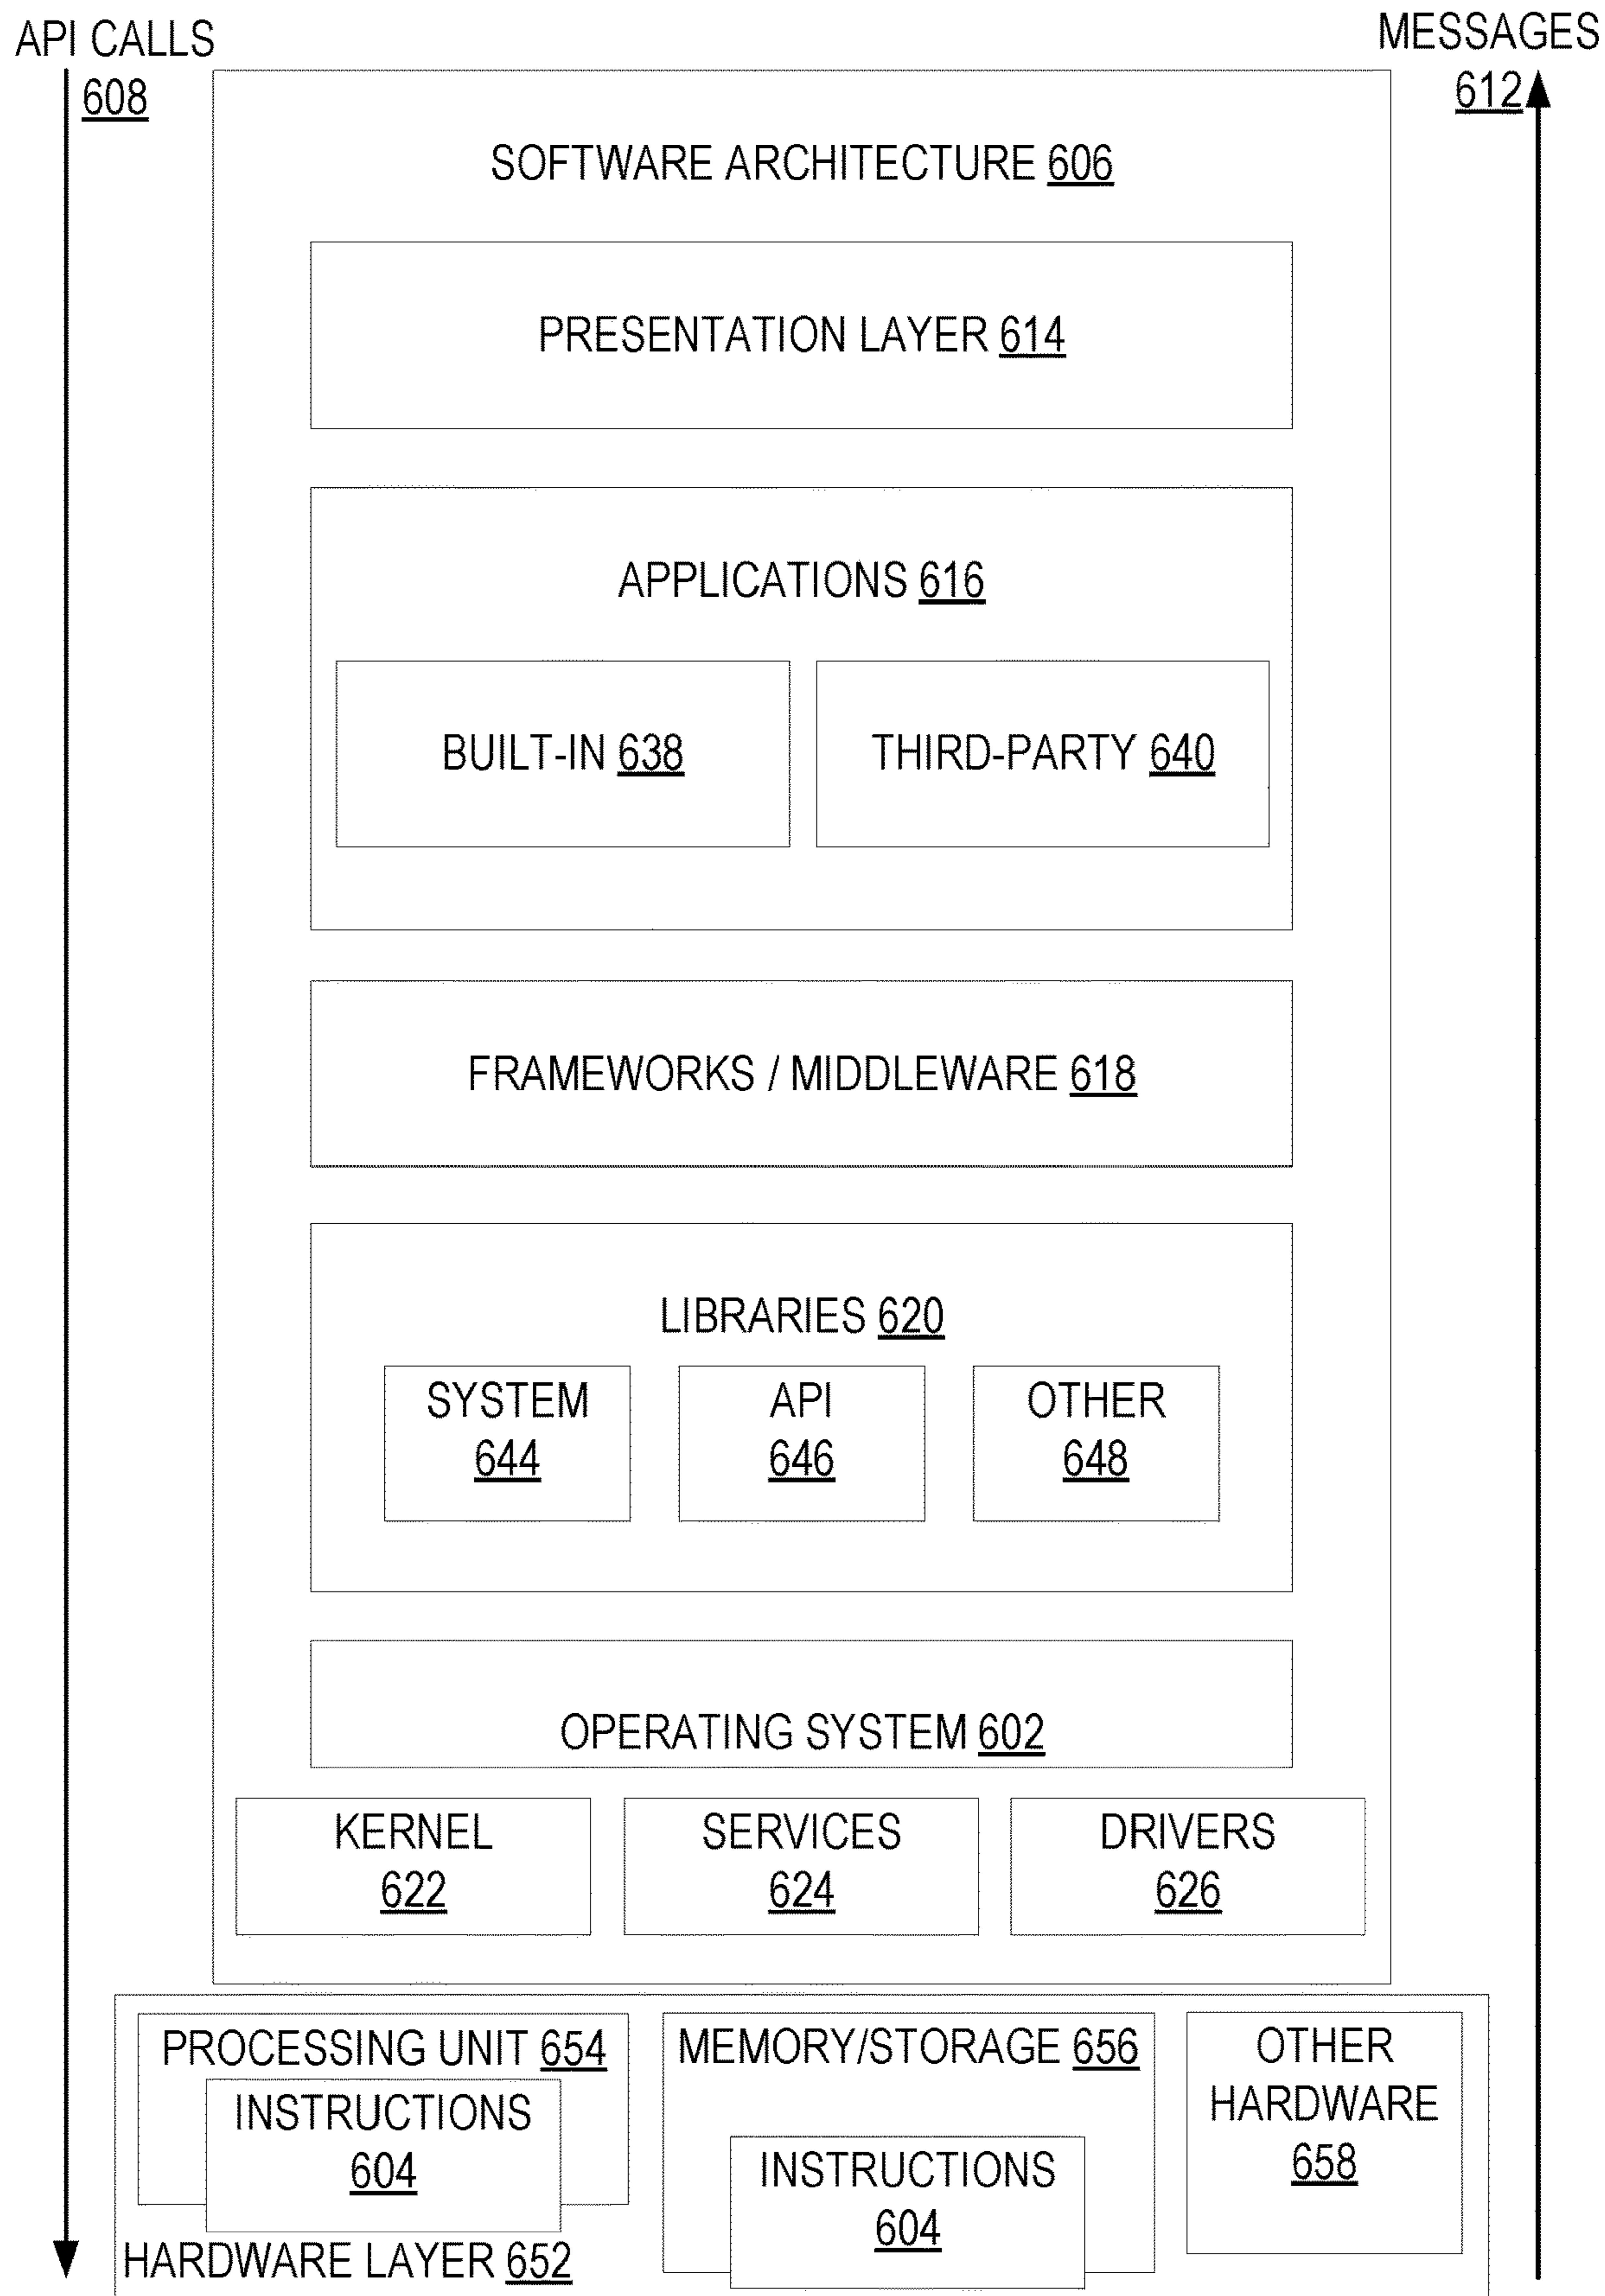 API CALLS
608
MESSAGES
612
SOFTWARE ARCHITECTURE 606
PRESENTATION LAYER 614
APPLICATIONS 616
BUILT-IN 638
THIRD-PARTY 640
FRAMEWORKS / MIDDLEWARE 618
LIBRARIES 620
SYSTEM
644
API
646
OTHER
648
OPERATING SYSTEM 602
KERNEL
622
SERVICES
624
DRIVERS
626
PROCESSING UNIT 654
INSTRUCTIONS
604
MEMORY/STORAGE 656
INSTRUCTIONS
604
OTHER
HARDWARE
658
HARDWARE LAYER 652